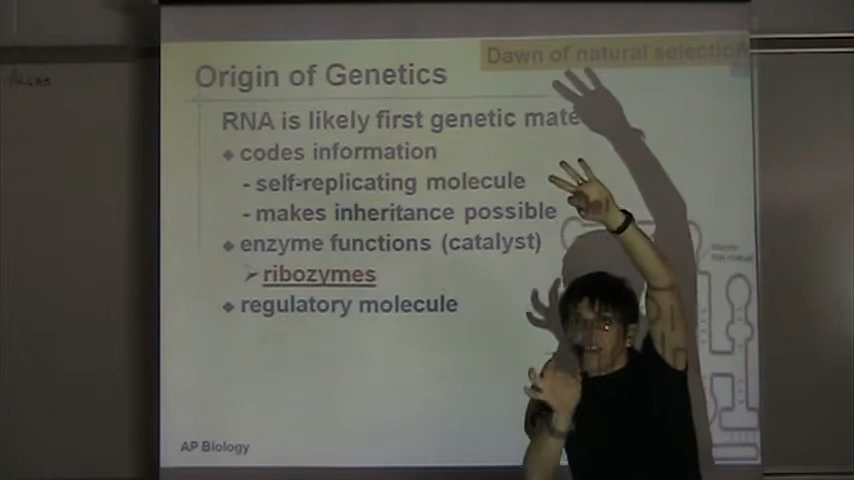 Dawn of natural selection
Origin of Genetics
RNA is likely first genetic mate
codes information
- self-replicating molecule
- makes inheritance possible
enzyme functions (catalyst)
ribozymes
regulatory molecule
AP Biology